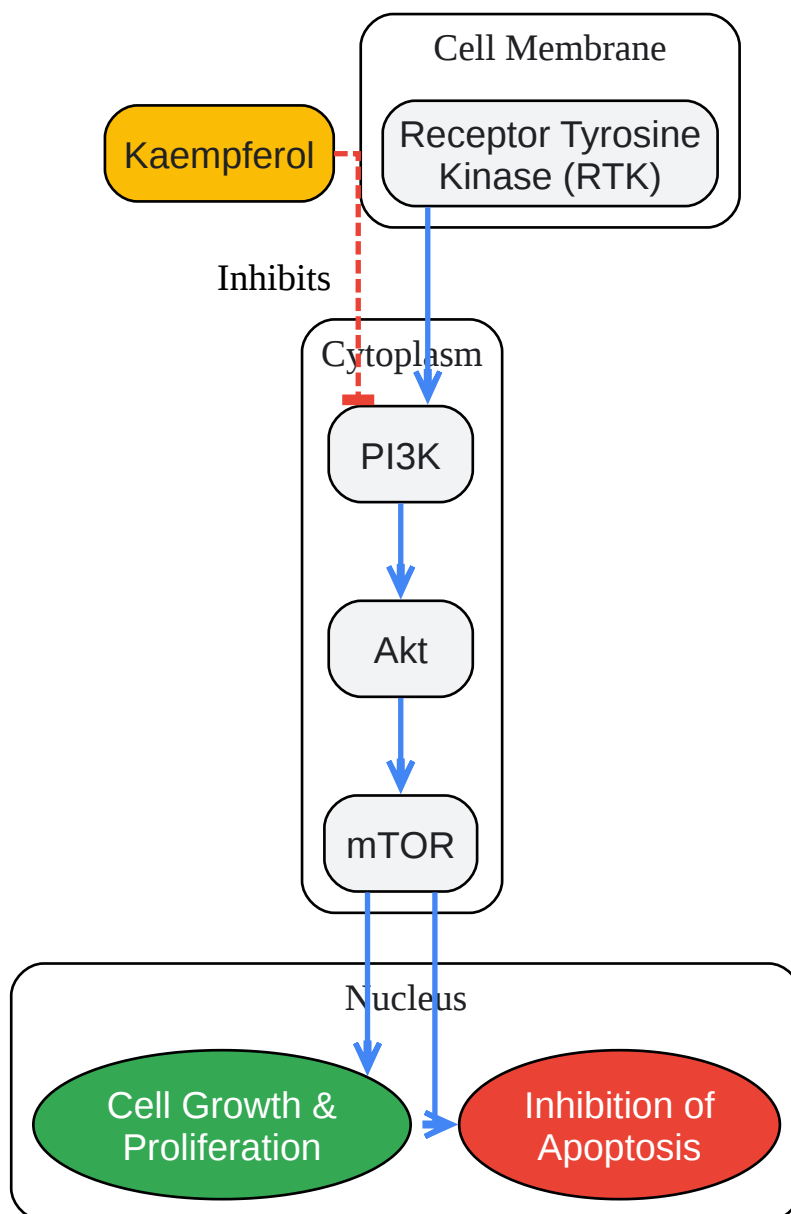 Cell Membrane
Kaempferol
Receptor Tyrosine
Kinase (RTK)
Inhibits
Cytoplasm
PI3K
Akt
mTOR
Nucleus
Cell Growth &
Proliferation
Inhibition of
Apoptosis